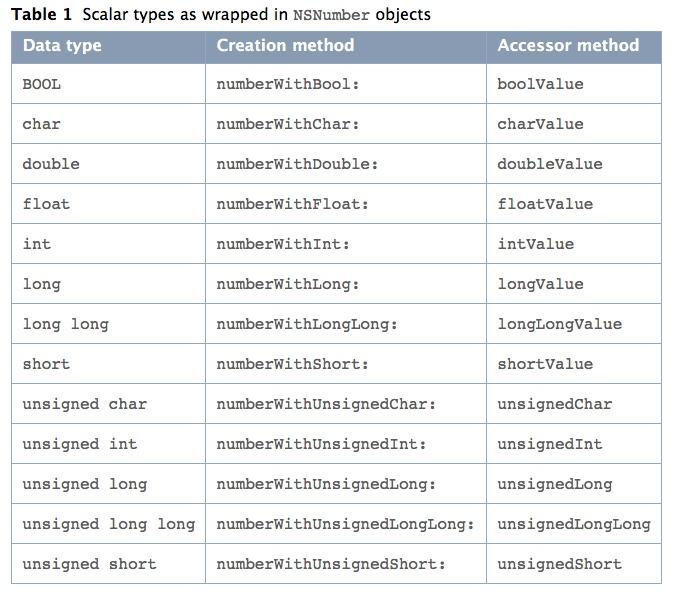 Table 1 Scalar types as wrapped in NSNumber objects
Data type Creation method Accessor method
BOOL numberWithBool: boolValue
char numberWithChar: charValue
double numberWithDouble: doubleValue
float numberWithFloat: floatValue
int numberWithInt: intValue
long numberWithLong: longValue
long long numberWithLongLong: longLongValue
short numberWithShort: shortValue
unsigned char numberWithUnsignedChar: unsignedChar
unsigned int numberWithUnsignedInt: unsignedInt
unsigned long numberWithUnsignedLong: unsignedLong
unsigned long long numberWithUnsignedLongLong: unsignedLongLong
unsigned short numberWithUnsignedShort: unsignedShort